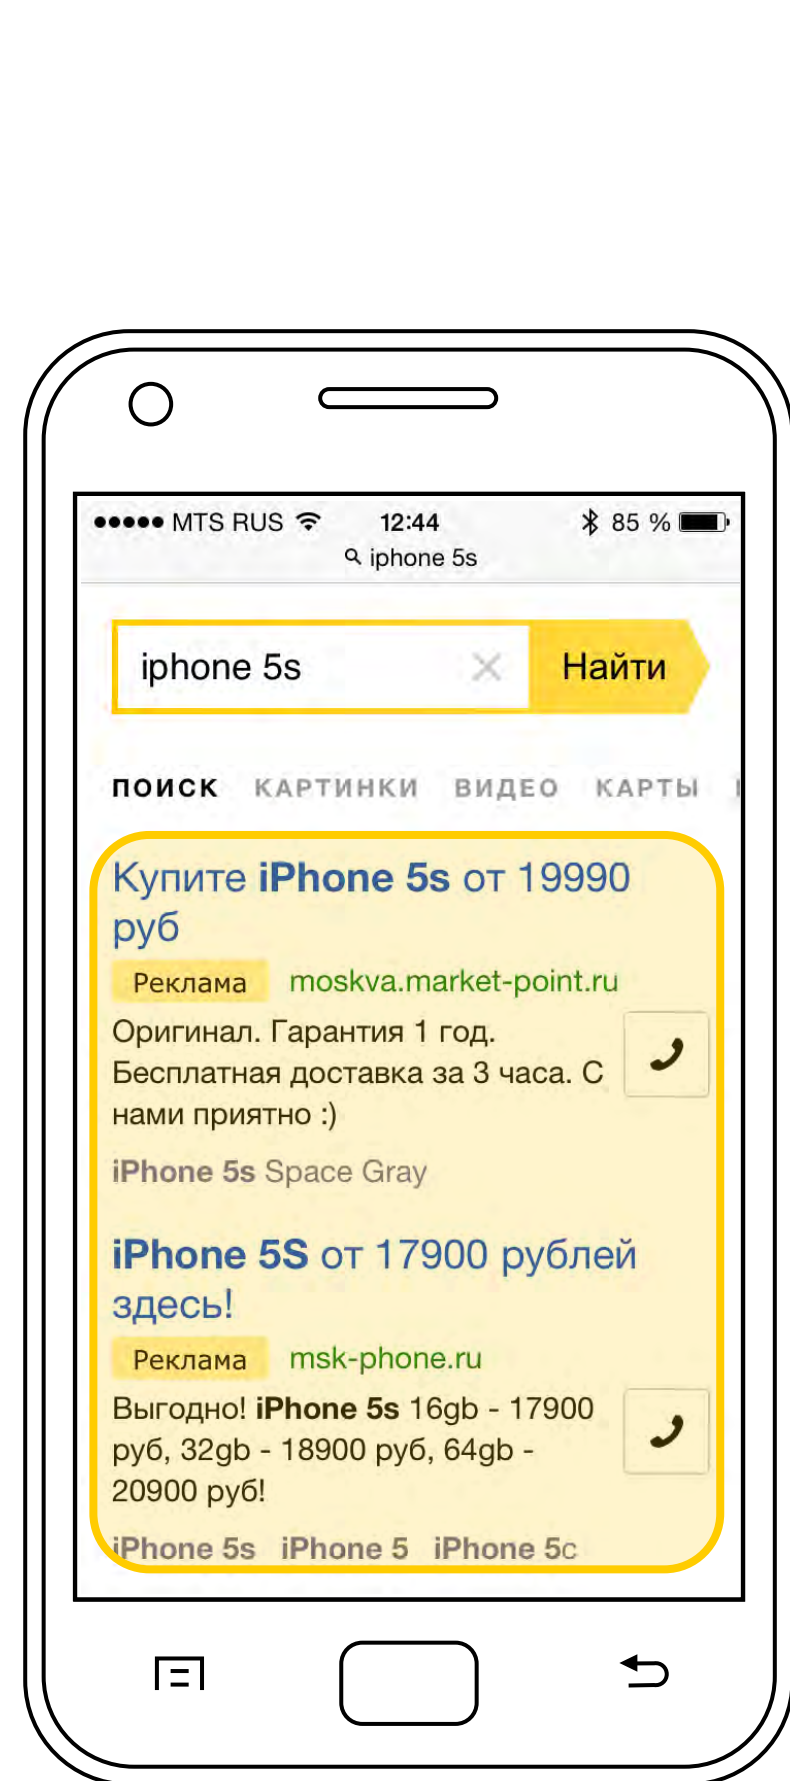 MTS RUS 12:44 85 %
iphone 5s
iphone 5s Найти
ПОИСК КАРТИНКИ ВИДЕО КАРТЫ
Купите iPhone 5s от 19990
руб
Реклама moskva.market-point.ru
Оригинал. Гарантия 1 год.
Бесплатная доставка за 3 часа. С
нами приятно :)
iPhone 5s Space Gray
iPhone 5S от 17900 рублей
здесь!
Реклама msk-phone.ru
Выгодно! iPhone 5s 16gb - 17900
руб, 32gb - 18900 руб, 64gb -
20900 руб!
iPhone 5s iPhone 5 iPhone 5c